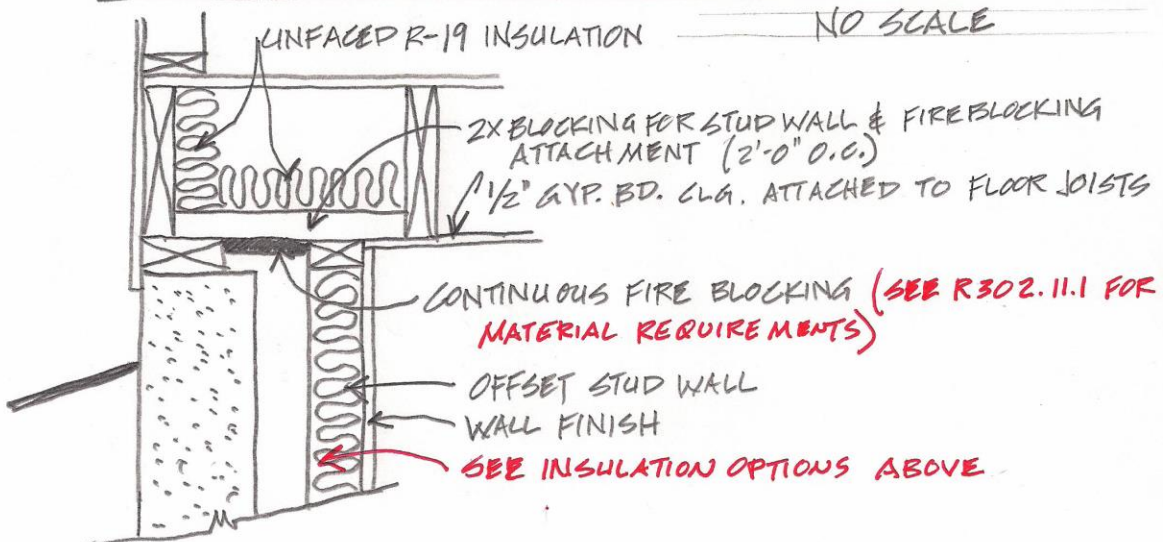 NO SCALE
UNFACED R-19 INSULATION
2X BLOCKING FOR STUD WALL & FIREBLOCKING
ATTACHMENT (2'-0" O.C.)
1/2" GYP. BD. CLG. ATTACHED TO FLOOR JOISTS
CONTINUOUS FIRE BLOCKING (SEE R302.11.1 FOR
MATERIAL REQUIREMENTS)
OFFSET STUD WALL
WALL FINISH
SEE INSULATION OPTIONS ABOVE